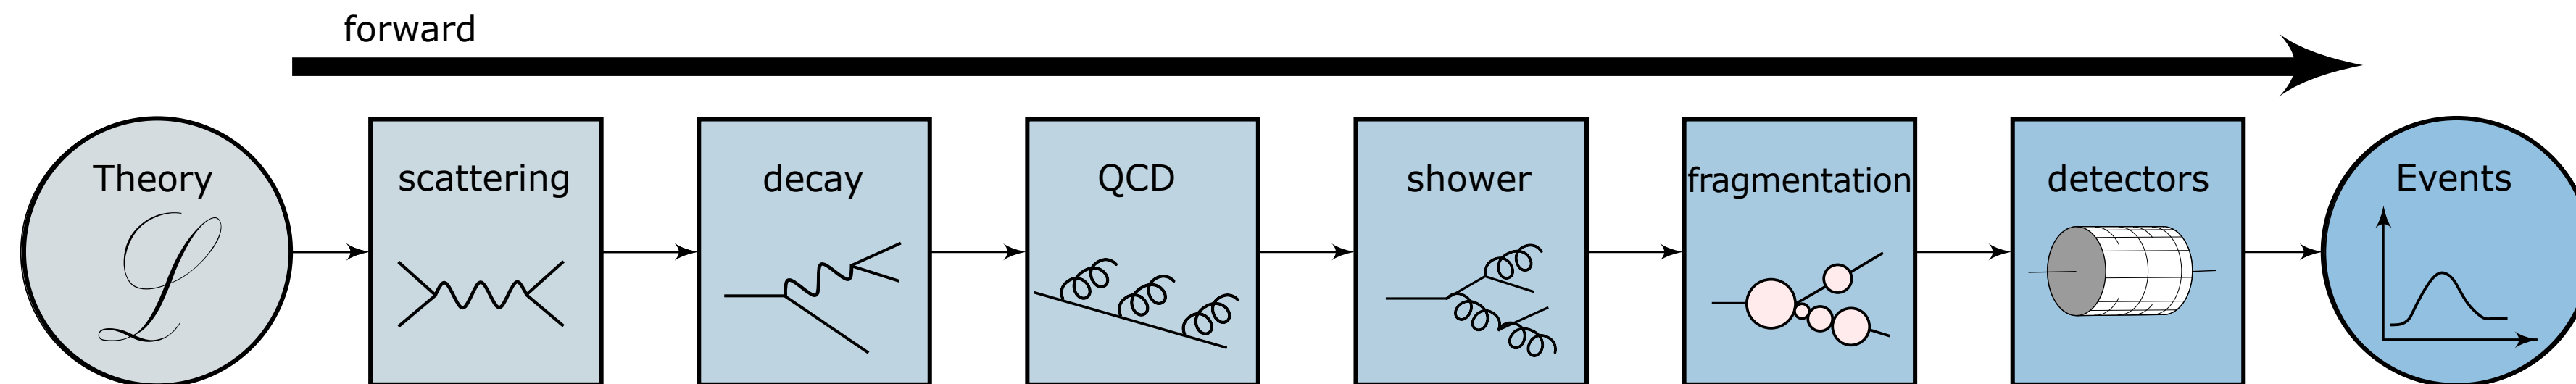 forward
Theory
ℒ
scattering
decay
QCD
shower
fragmentation
detectors
Events